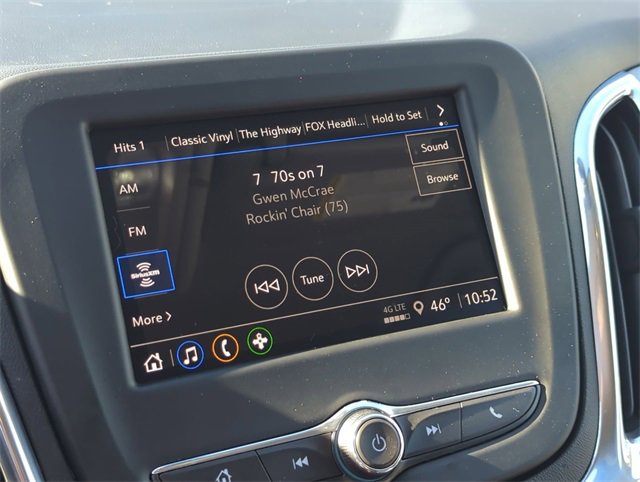 Hits 1 Classic Vinyl The Highway FOX Headli... Hold to Set
AM
7 70s on 7
Sound
Gwen McCrae
Browse
Rockin' Chair (75)
FM
SiriusXM
Tune
More
4G LTE 46° 10:52